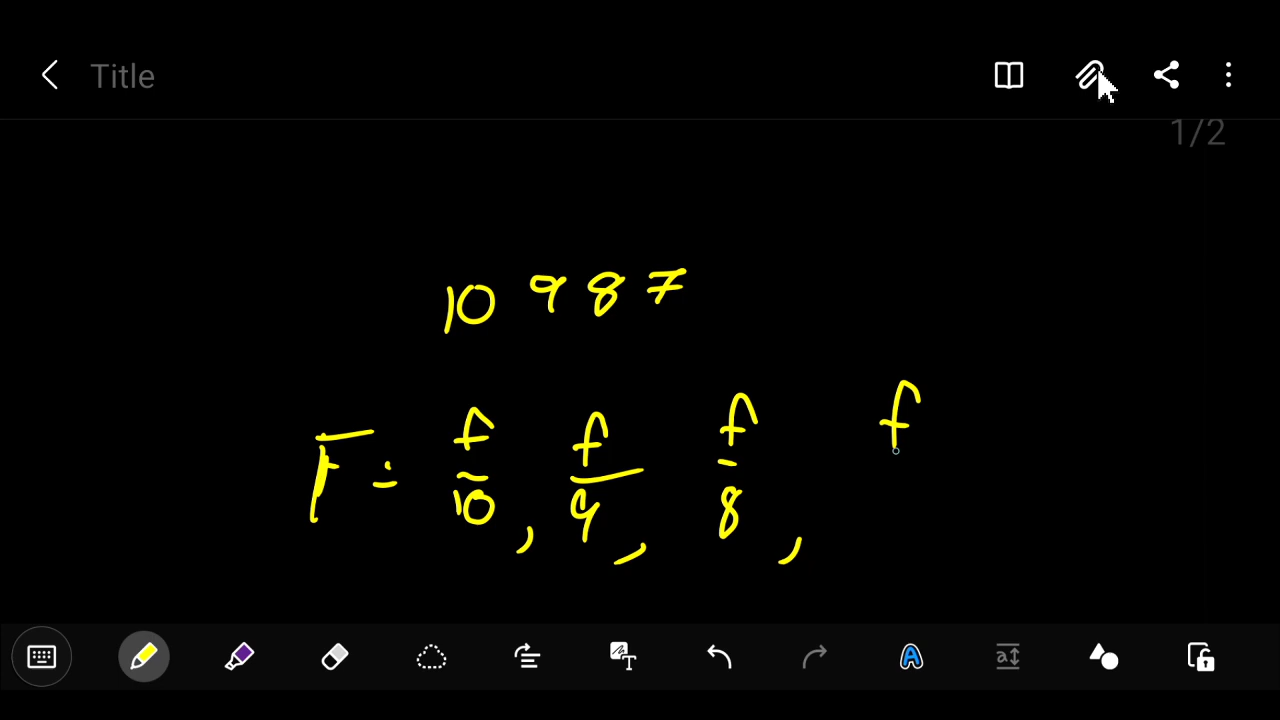 Title
1/2
10 9 8 7
F = f/10, f/9, f/8, f
T
A
a